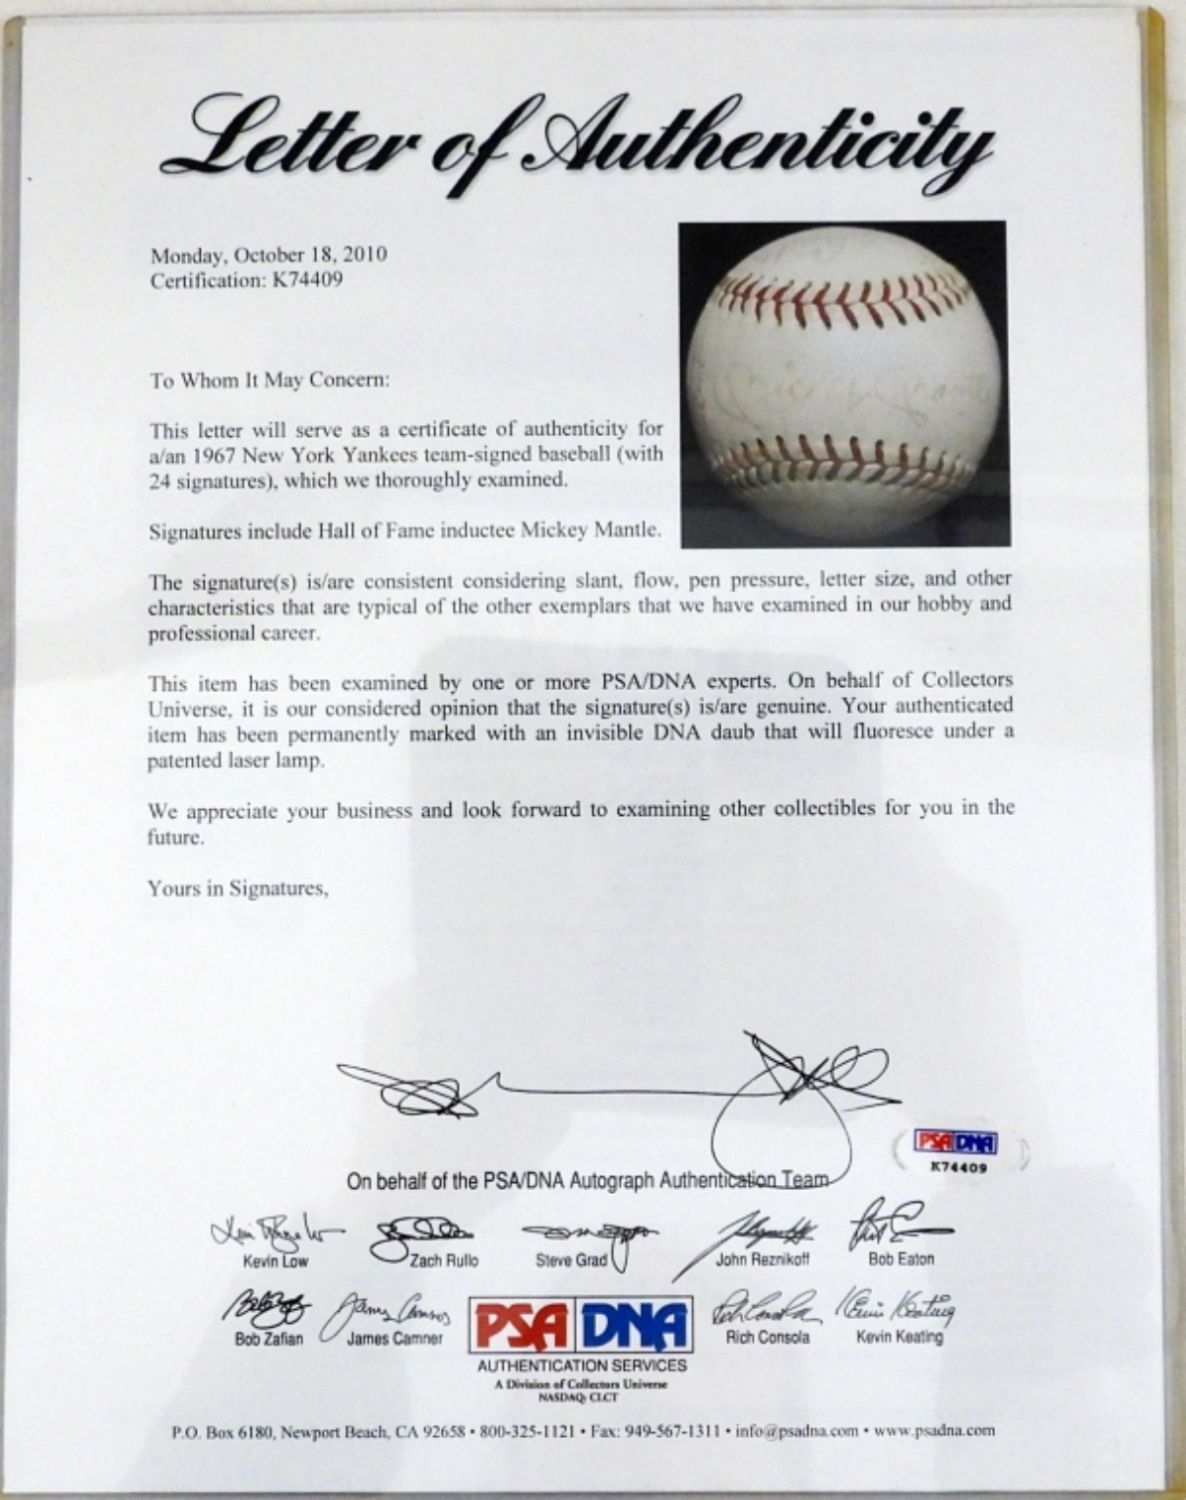 Letter of Authenticity
Monday, October 18, 2010
Certification: K74409
To Whom It May Concern:
This letter will serve as a certificate of authenticity for
a/an 1967 New York Yankees team-signed baseball (with
24 signatures), which we thoroughly examined.
Signatures include Hall of Fame inductee Mickey Mantle.
The signature(s) is/are consistent considering slant, flow, pen pressure, letter size, and other
characteristics that are typical of the other exemplars that we have examined in our hobby and
professional career.
This item has been examined by one or more PSA/DNA experts. On behalf of Collectors
Universe, it is our considered opinion that the signature(s) is/are genuine. Your authenticated
item has been permanently marked with an invisible DNA daub that will fluoresce under a
patented laser lamp.
We appreciate your business and look forward to examining other collectibles for you in the
future.
Yours in Signatures,
PSA DNA
K74409
On behalf of the PSA/DNA Autograph Authentication Team
Kevin Low Zach Rullo Steve Grad John Reznikoff Bob Eaton
Bob Zafian James Camner PSA DNA Rich Consola Kevin Keating
AUTHENTICATION SERVICES
A Division of Collectors Universe
NASDAQ: CLCT
P.O. Box 6180, Newport Beach, CA 92658 • 800-325-1121 • Fax: 949-567-1311 • info@psadna.com • www.psadna.com